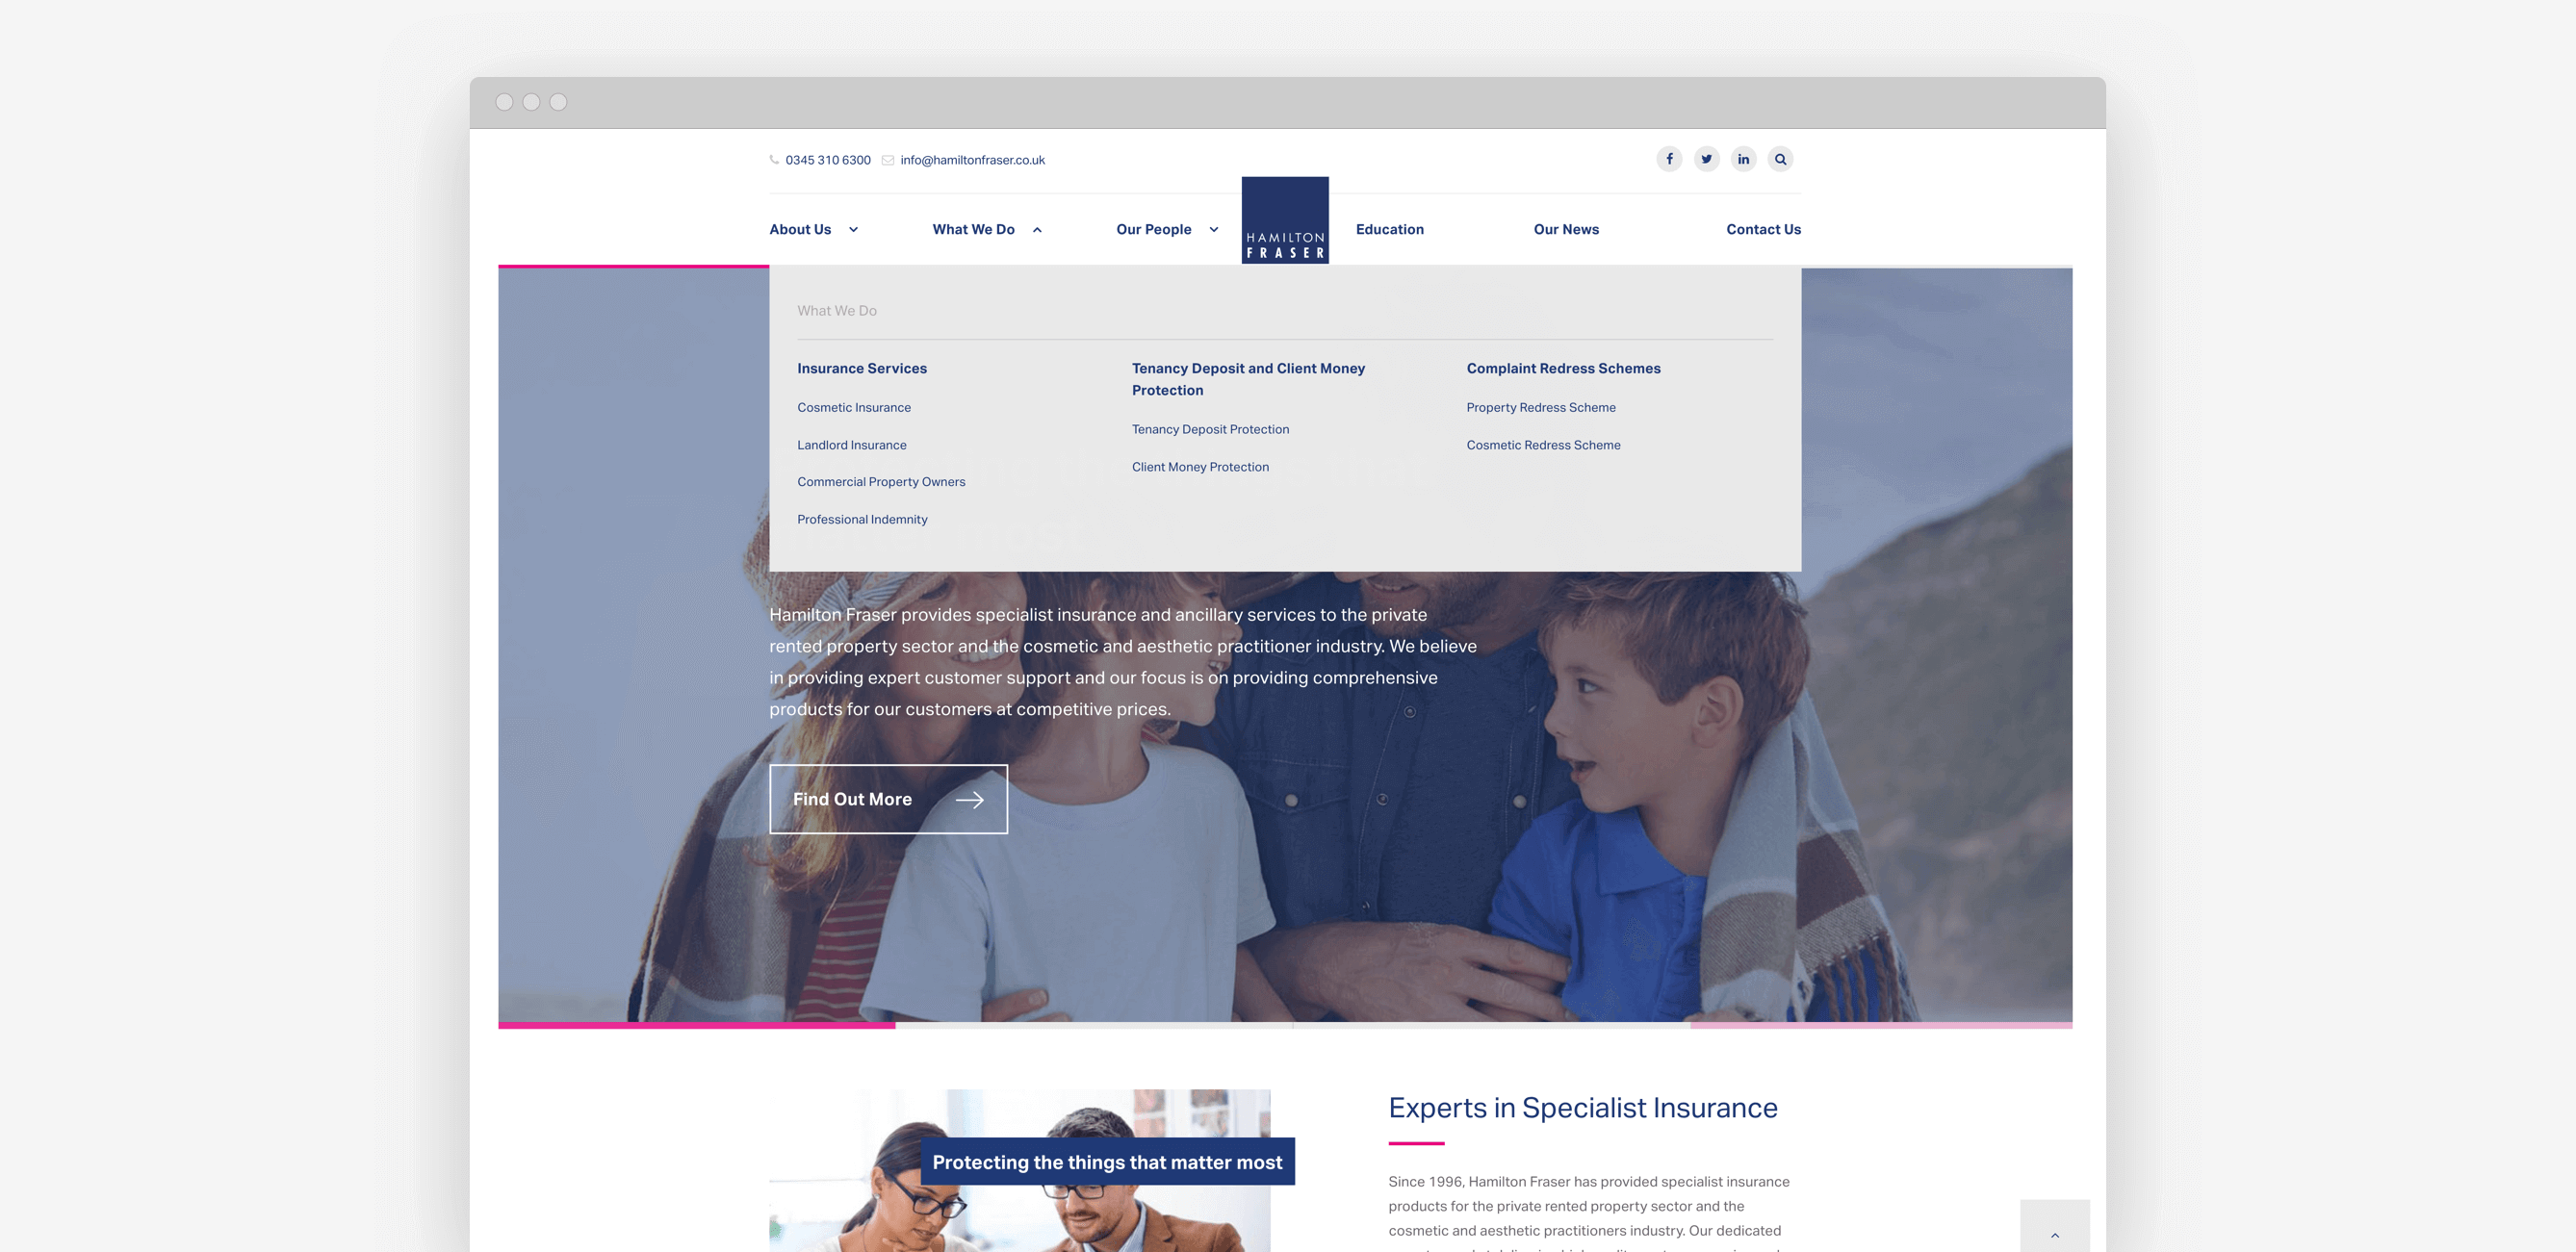 0345 310 6300 info@hamiltonfraser.co.uk
About Us What We Do Our People
HAMILTON
FRASER
Education Our News Contact Us
What We Do
Insurance Services
Cosmetic Insurance
Landlord Insurance
Commercial Property Owners
Professional Indemnity
Tenancy Deposit and Client Money
Protection
Tenancy Deposit Protection
Client Money Protection
Complaint Redress Schemes
Property Redress Scheme
Cosmetic Redress Scheme
most
Hamilton Fraser provides specialist insurance and ancillary services to the private
rented property sector and the cosmetic and aesthetic practitioner industry. We believe
in providing expert customer support and our focus is on providing comprehensive
products for our customers at competitive prices.
Find Out More
Protecting the things that matter most
Experts in Specialist Insurance
Since 1996, Hamilton Fraser has provided specialist insurance
products for the private rented property sector and the
cosmetic and aesthetic practitioners industry. Our dedicated